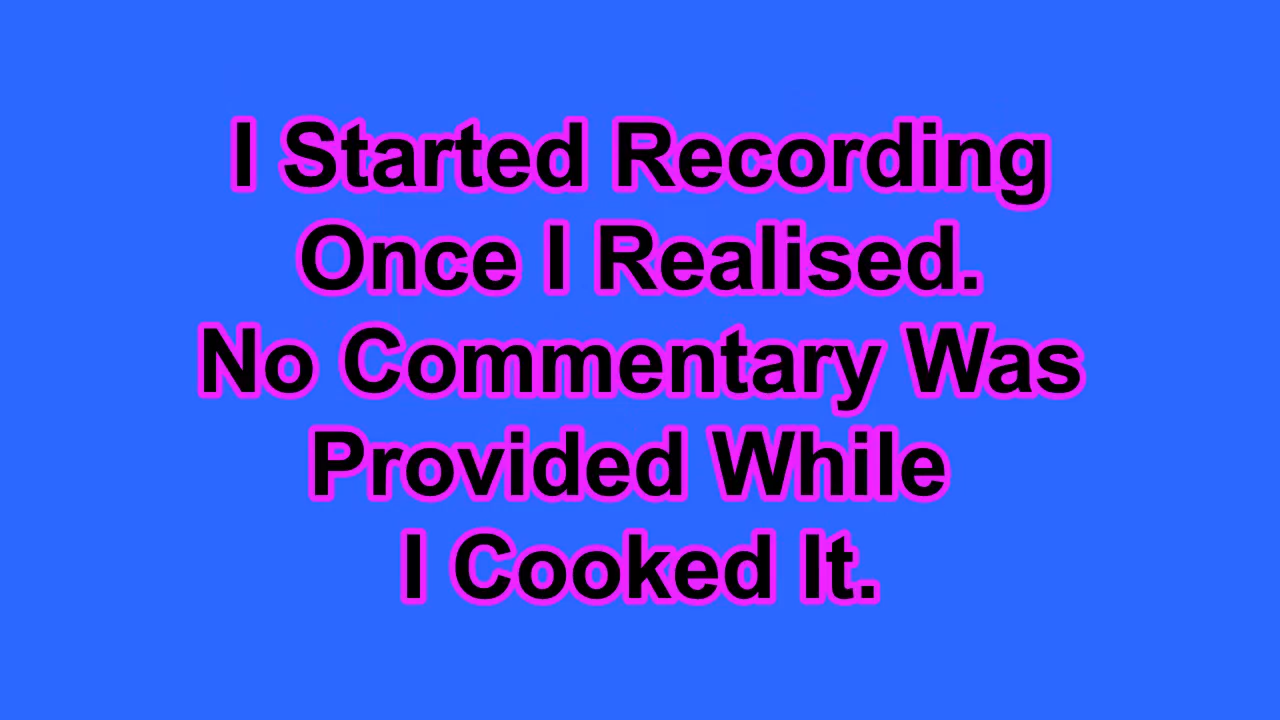 I Started Recording
Once I Realised.
No Commentary Was
Provided While
I Cooked It.